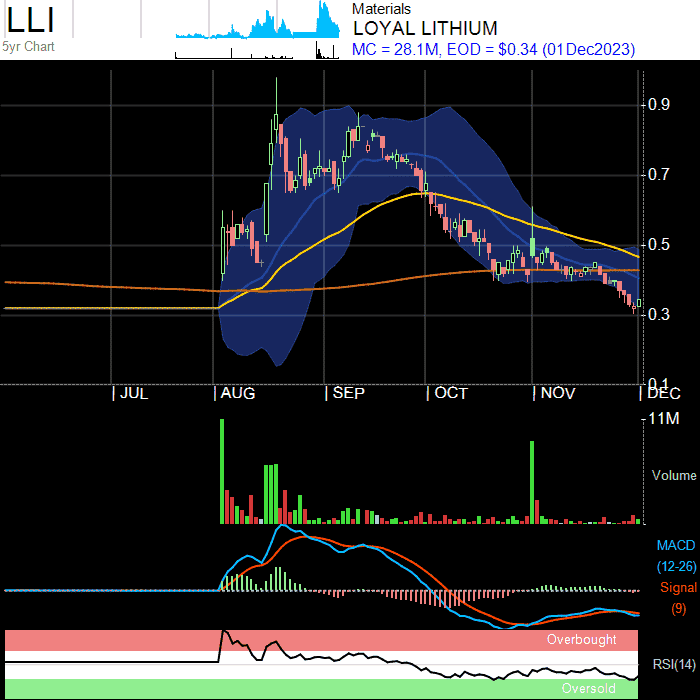 LLI
5yr Chart
Materials
LOYAL LITHIUM
MC = 28.1M, EOD = $0.34 (01Dec2023)
0.9
0.7
0.5
0.3
0.1
JUL
AUG
SEP
OCT
NOV
DEC
11M
Volume
MACD
(12-26)
Signal
(9)
Overbought
RSI(14)
Oversold